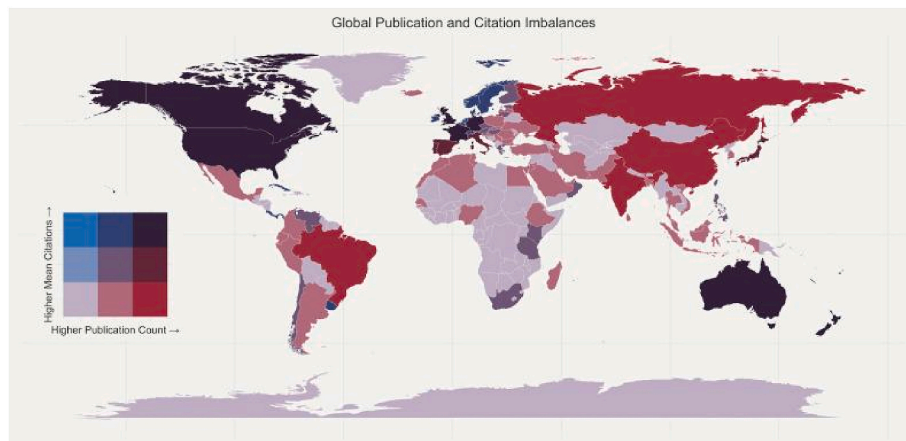 Global Publication and Citation Imbalances
Higher Mean Citations →
Higher Publication Count →